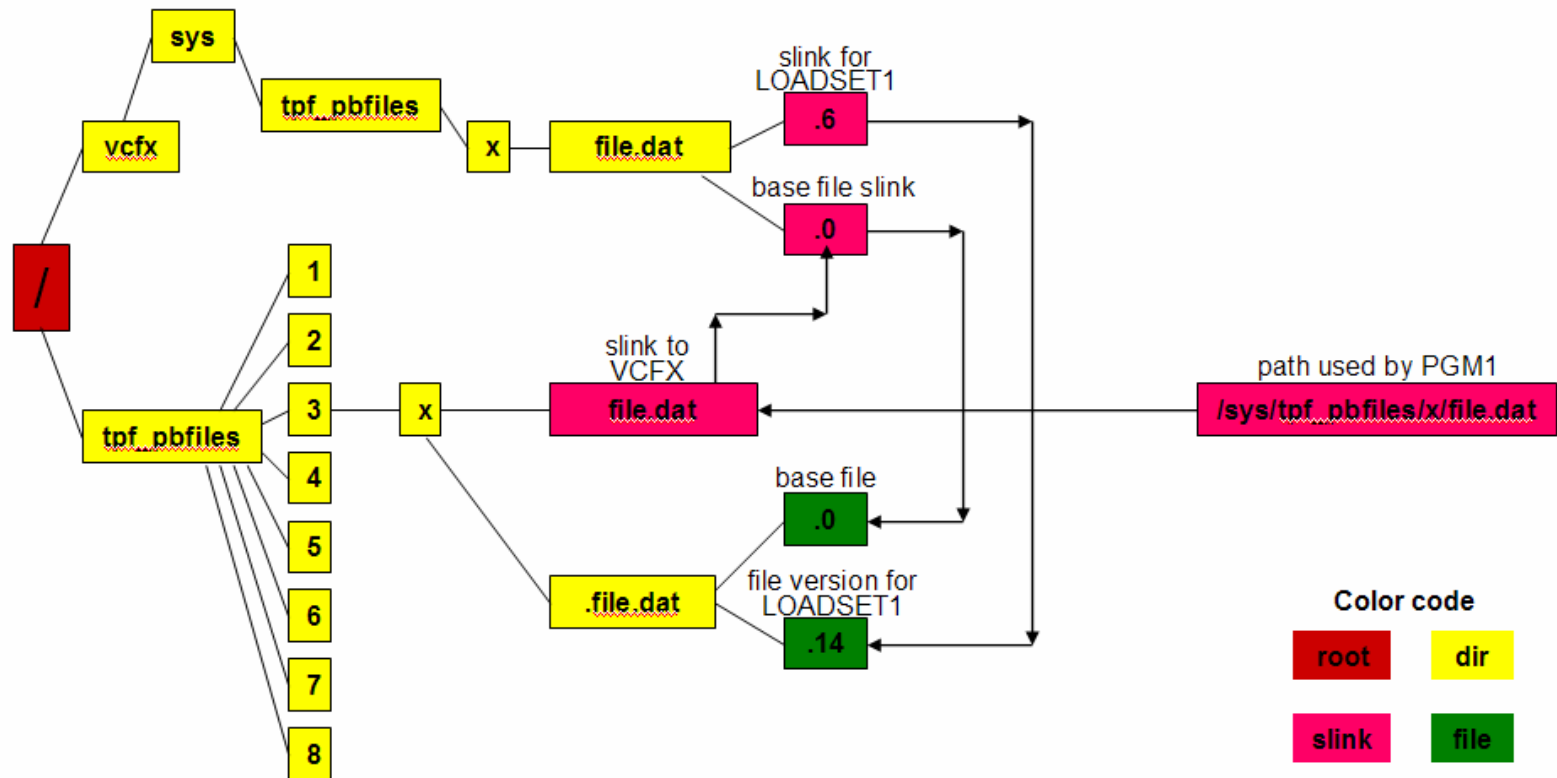 sys
slink for
LOADSET1
tpf_pbfiles
.6
vcfx
x
file.dat
base file slink
.0
/
1
2
slink to
VCFX
path used by PGM1
3
x
file.dat
/sys/tpf_pbfiles/x/file.dat
tpf_pbfiles
4
base file
.0
5
file version for
LOADSET1
.file.dat
6
.14
7
8
Color code
root
dir
slink
file